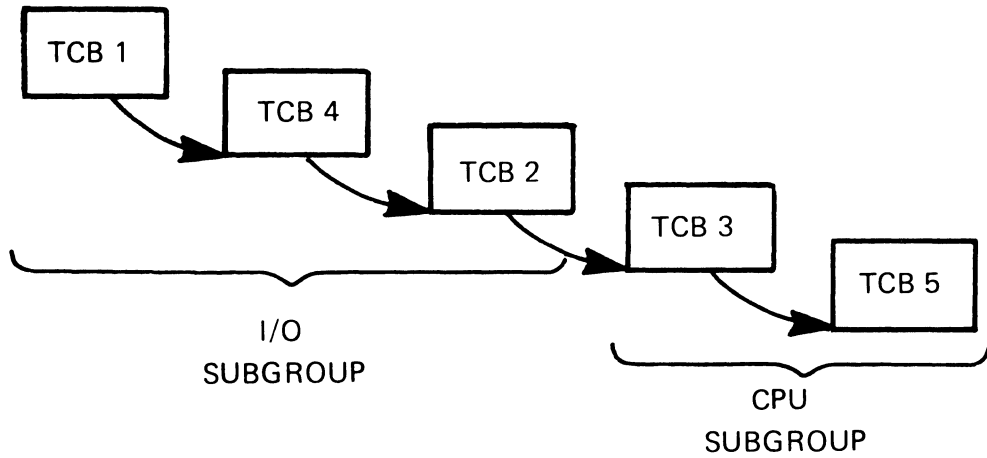 TCB 1
TCB 4
TCB 2
TCB 3
TCB 5
I/O
SUBGROUP
CPU
SUBGROUP